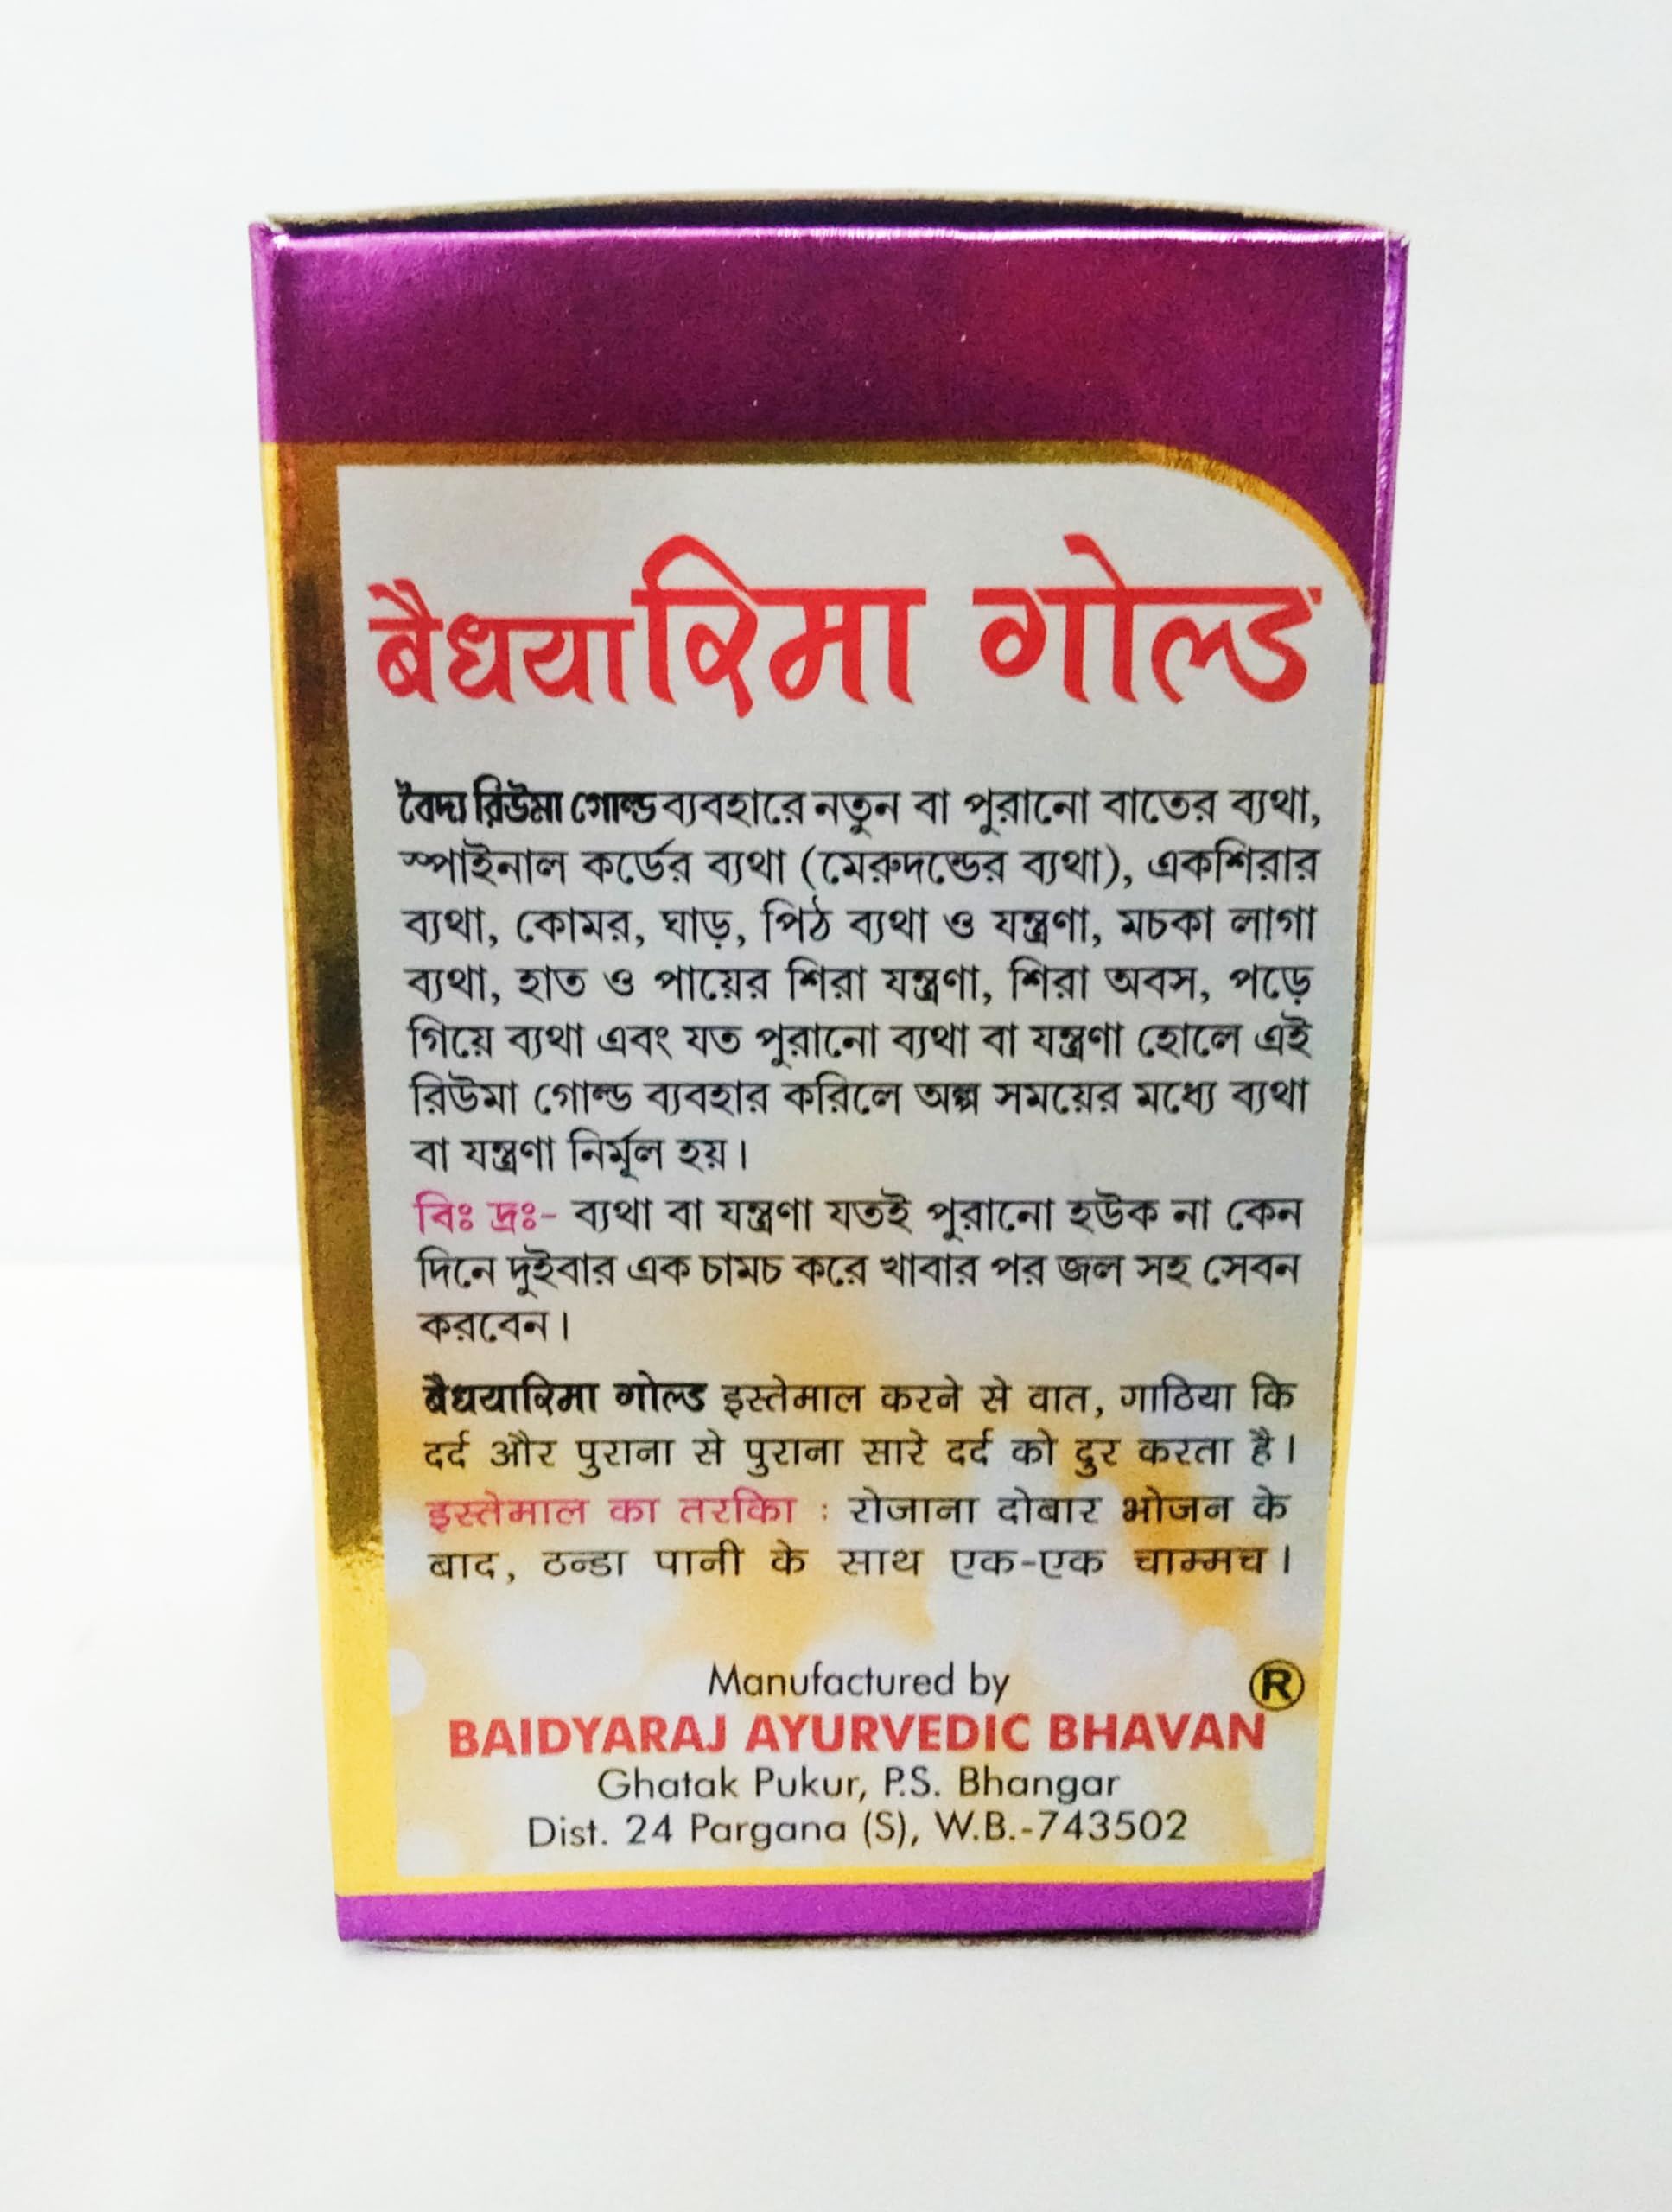 बैधयारिमा गोल्ड
বৈদ্য রিউমা গোল্ড ব্যবহারে নতুন বা পুরানো বাতের ব্যথা,
স্পাইনাল কর্ডের ব্যথা (মেরুদন্ডের ব্যথা), একশিরার
ব্যথা, কোমর, ঘাড়, পিঠ ব্যথা ও যন্ত্রণা, মচকা লাগা
ব্যথা, হাত ও পায়ের শিরা যন্ত্রণা, শিরা অবস, পড়ে
গিয়ে ব্যথা এবং যত পুরানো ব্যথা বা যন্ত্রণা হোলে এই
রিউমা গোল্ড ব্যবহার করিলে অল্প সময়ের মধ্যে ব্যথা
বা যন্ত্রণা নির্মূল হয়।
বিঃ দ্রঃ- ব্যথা বা যন্ত্রণা যতই পুরানো হউক না কেন
দিনে দুইবার এক চামচ করে খাবার পর জল সহ সেবন
করবেন।
बैधयारिमा गोल्ड इस्तेमाल करने से वात, गाठिया कि
दर्द और पुराना से पुराना सारे दर्द को दुर करता है।
इस्तेमाल का तरकिा : रोजाना दोबार भोजन के
बाद, ठन्डा पानी के साथ एक-एक चाम्मच।
Manufactured by
BAIDYARAJ AYURVEDIC BHAVAN ®
Ghatak Pukur, P.S. Bhangar
Dist. 24 Pargana (S), W.B.-743502